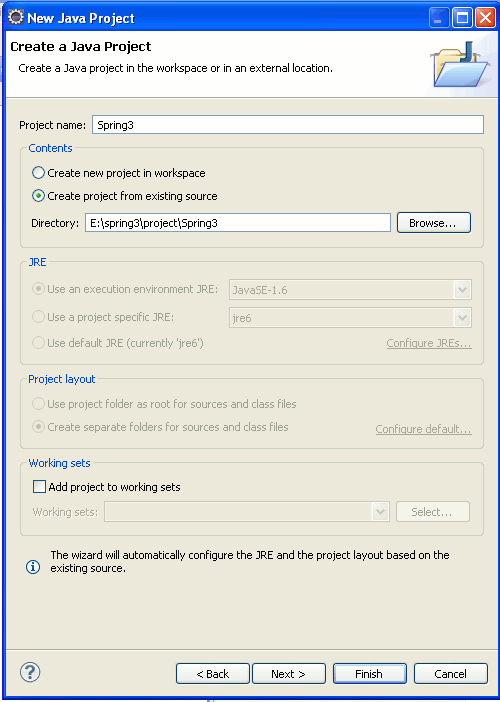 New Java Project
Create a Java Project
Create a Java project in the workspace or in an external location.
Project name: Spring3
Contents
Create new project in workspace
Create project from existing source
Directory: E:\spring3\project\Spring3 Browse...
JRE
Use an execution environment JRE: JavaSE-1.6
Use a project specific JRE: jre6
Use default JRE (currently 'jre6') Configure JREs...
Project layout
Use project folder as root for sources and class files
Create separate folders for sources and class files Configure default...
Working sets
Add project to working sets
Working sets: Select...
The wizard will automatically configure the JRE and the project layout based on the
existing source.
< Back Next > Finish Cancel